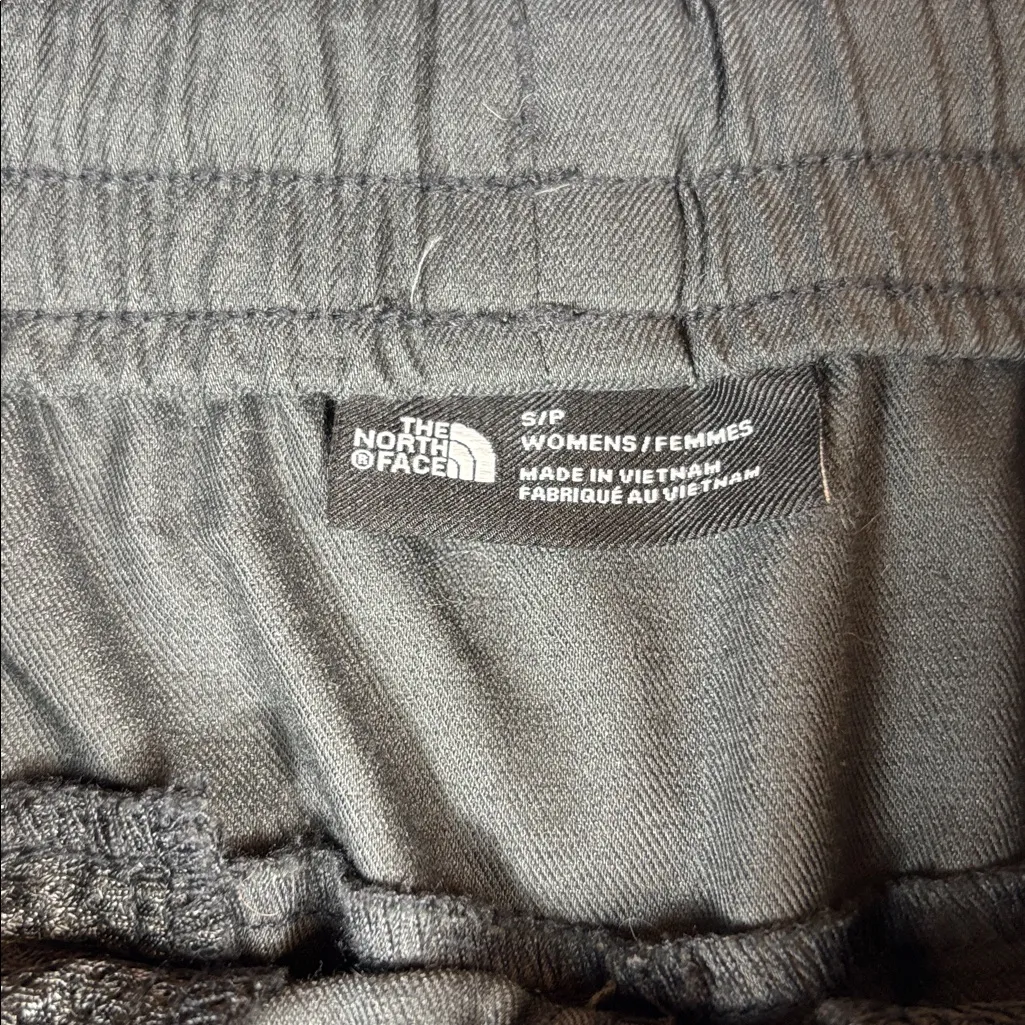 THE
NORTH
®FACE
S/P
WOMENS/FEMMES
MADE IN VIETNAM
FABRIQUÉ AU VIETNAM